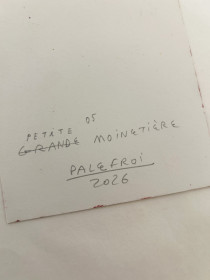 05
PETITE
GRANDE MOINETIÈRE
PALEFROI
2026